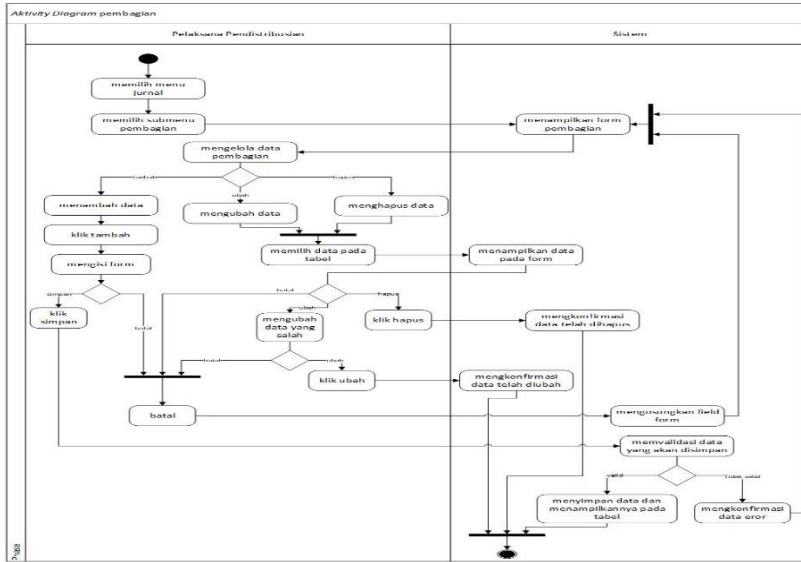 Aktivity Diagram pembagian
Pelaksana Pendistribusian
Sistem
memilih menu
jurnal
memilih submenu
pembagian
menampilkan form
pembagian
mengelola data
pembagian
tambah
ubah
hapus
menambah data
mengubah data
menghapus data
klik tambah
memilih data pada
tabel
menampilkan data
pada form
mengisi form
simpan
batal
klik
simpan
batal
ubah
hapus
mengubah
data yang
salah
klik hapus
mengkonfirmasi
data telah dihapus
batal
ubah
klik ubah
mengkonfirmasi
data telah diubah
batal
mengosongkan field
form
memvalidasi data
yang akan disimpan
valid
tidak valid
menyimpan data dan
menampilkannya pada
tabel
mengkonfirmasi
data eror
Phase